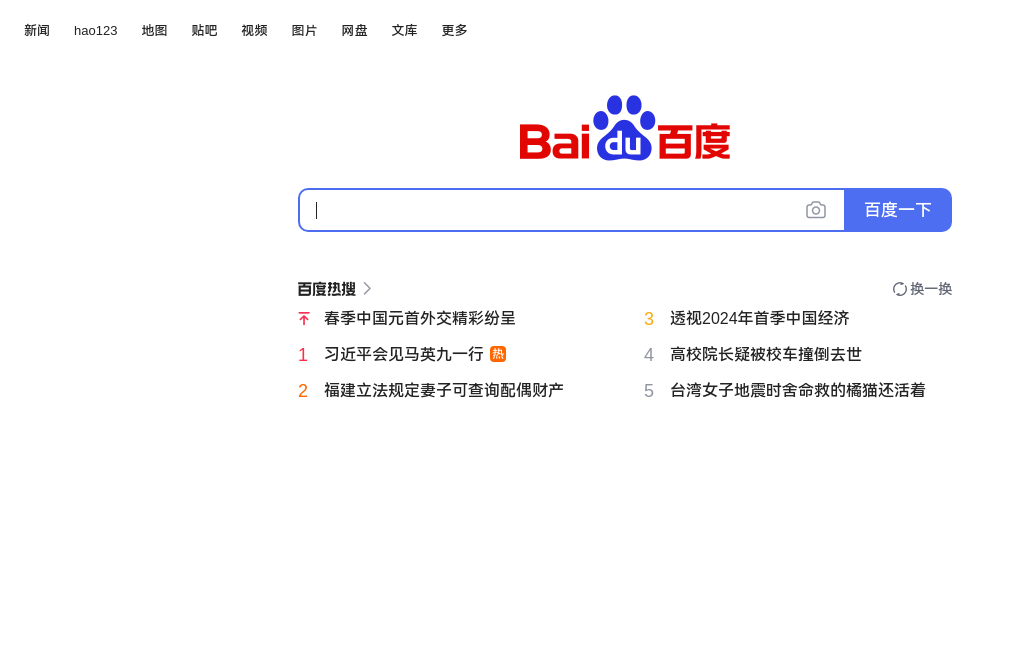 新闻 hao123 地图 贴吧 视频 图片 网盘 文库 更多
Bai du 百度
百度一下
百度热搜 换一换
春季中国元首外交精彩纷呈
1 习近平会见马英九一行 热
2 福建立法规定妻子可查询配偶财产
3 透视2024年首季中国经济
4 高校院长疑被校车撞倒去世
5 台湾女子地震时舍命救的橘猫还活着